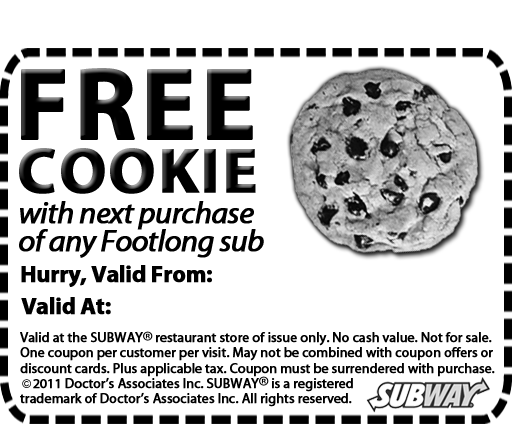 FREE
COOKIE
with next purchase
of any Footlong sub
Hurry, Valid From:
Valid At:
Valid at the SUBWAY® restaurant store of issue only. No cash value. Not for sale.
One coupon per customer per visit. May not be combined with coupon offers or
discount cards. Plus applicable tax. Coupon must be surrendered with purchase.
©2011 Doctor's Associates Inc. SUBWAY® is a registered
trademark of Doctor's Associates Inc. All rights reserved.
SUBWAY